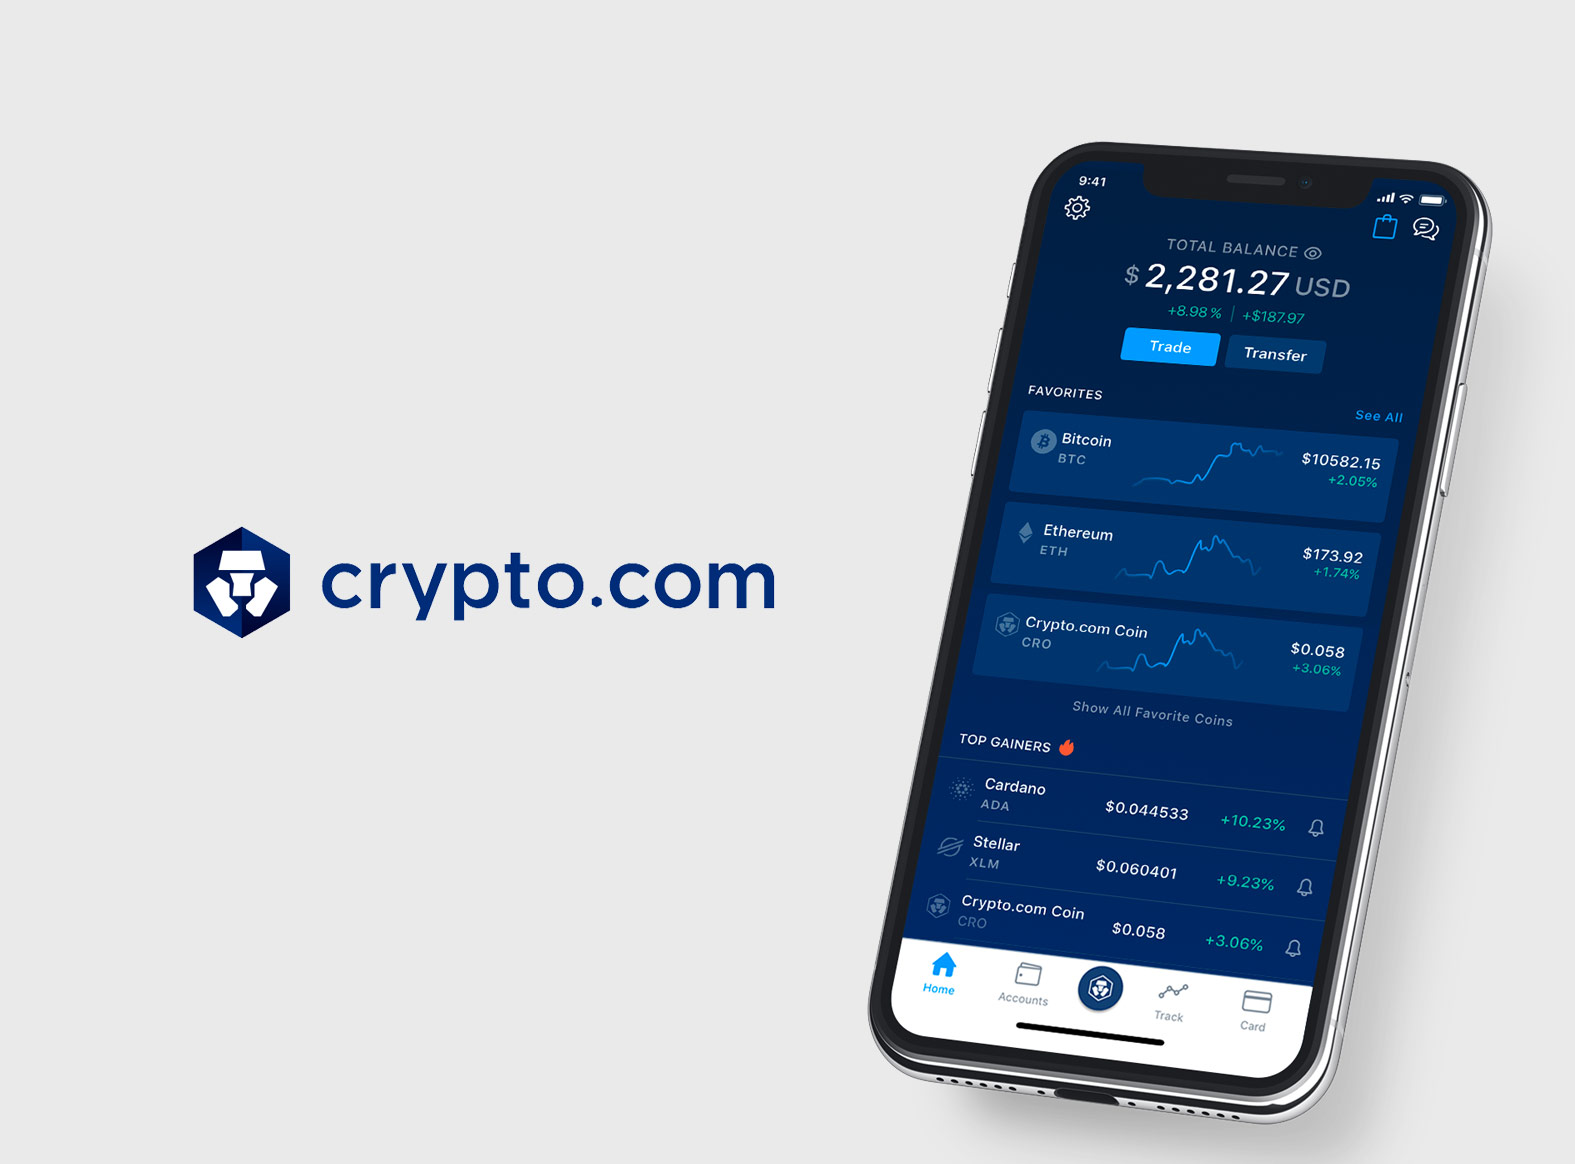 crypto.com
9:41
TOTAL BALANCE
$ 2,281.27 USD
+8.98% | +$187.97
Trade Transfer
FAVORITES See All
Bitcoin
BTC
$10582.15
+2.05%
Ethereum
ETH
$173.92
+1.74%
Crypto.com Coin
CRO
$0.058
+3.06%
Show All Favorite Coins
TOP GAINERS
Cardano
ADA
$0.044533 +10.23%
Stellar
XLM
$0.060401 +9.23%
Crypto.com Coin
CRO
$0.058 +3.06%
Home Accounts Track Card